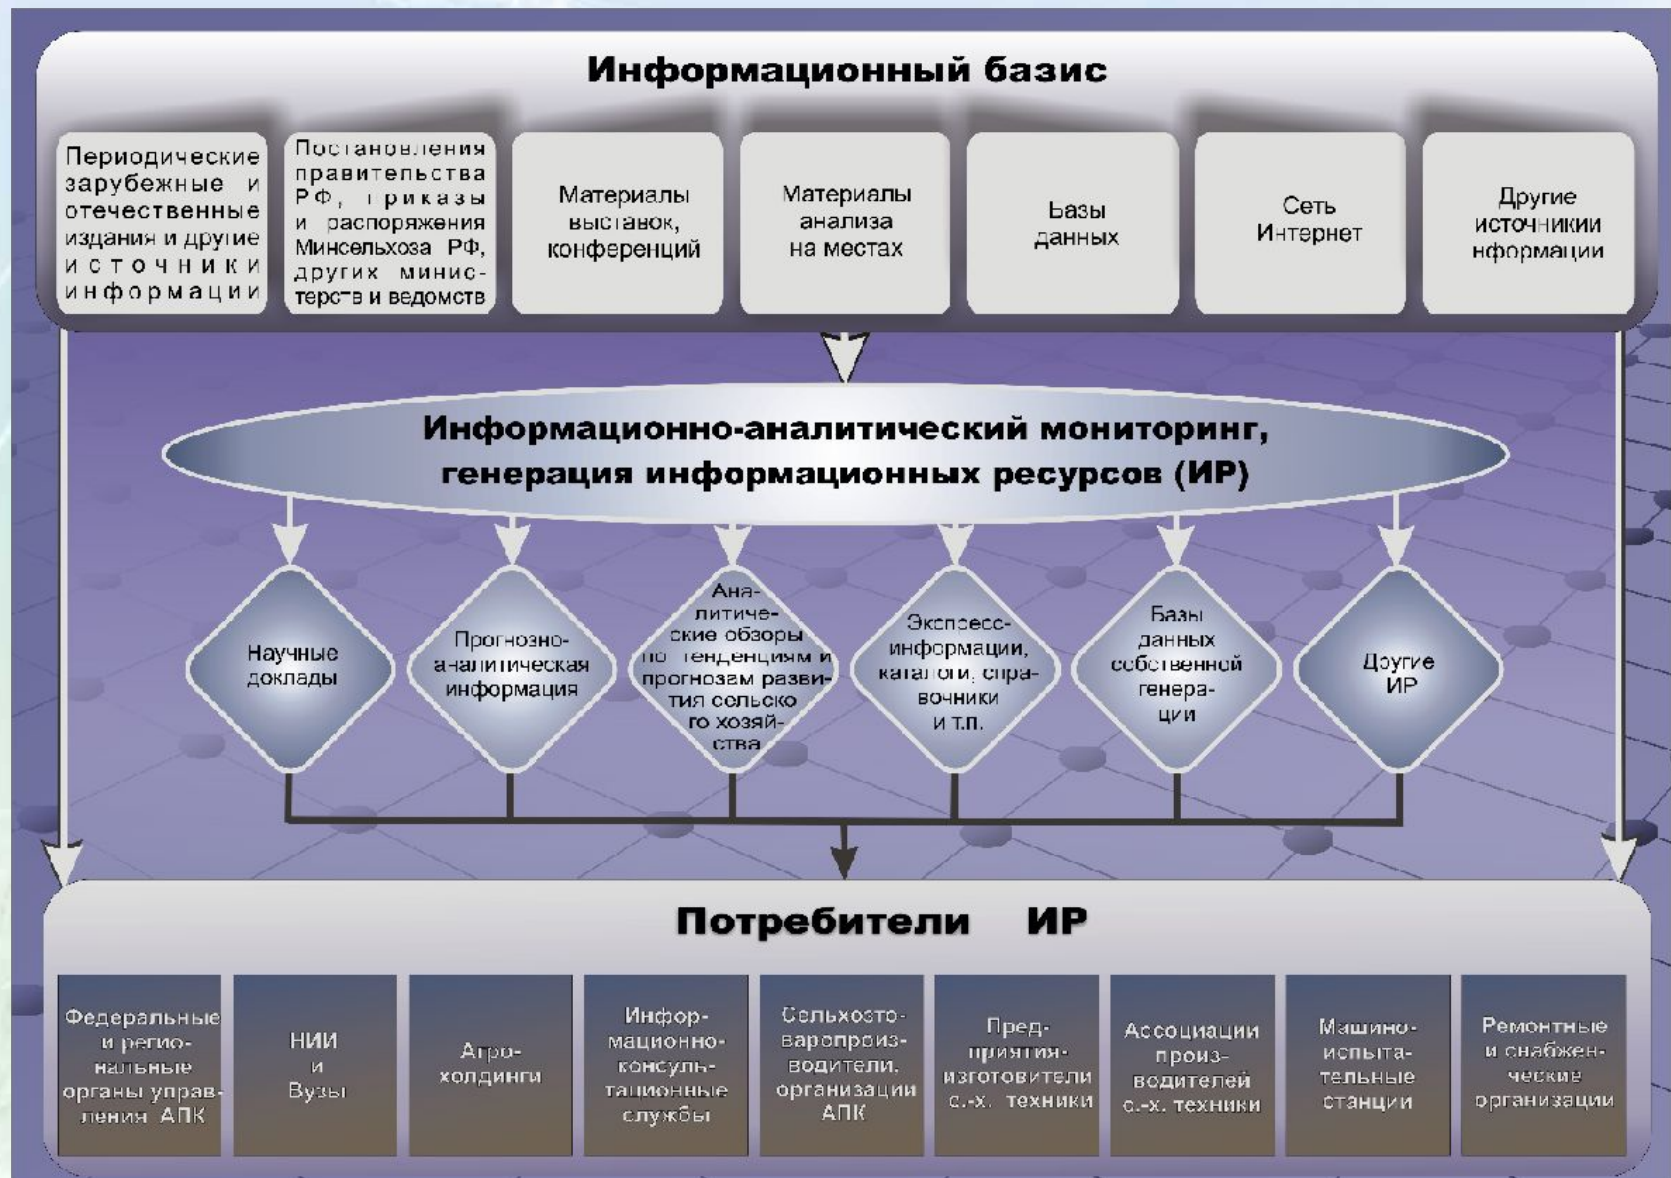 Информационный базис
Периодические
зарубежные и
отечественные
издания и другие
источники
информации
Постановления
правительства
РФ, приказы
и распоряжения
Минсельхоза РФ,
других минис-
терств и ведомств
Материалы
выставок,
конференций
Материалы
анализа
на местах
Базы
данных
Сеть
Интернет
Другие
источникии
нформации
Информационно-аналитический мониторинг,
генерация информационных ресурсов (ИР)
Научные
доклады
Прогнозно-
аналитическая
информация
Ана-
литиче-
ские обзоры
по тенденциям и
прогнозам разви-
тия сельско
го хозяй-
ства
Экспресс-
информации,
каталоги, спра-
вочники
и т.п.
Базы
данных
собственной
генера-
ции
Другие
ИР
Потребители ИР
Федеральные
и регио-
нальные
органы управ-
ления АПК
НИИ
и
Вузы
Агро-
холдинги
Инфор-
мационно-
консуль-
тационные
службы
Сельхозто-
варопроиз-
водители,
организации
АПК
Пред-
приятия-
изготовители
с.-х. техники
Ассоциации
произ-
водителей
с.-х. техники
Машино-
испыта-
тельные
станции
Ремонтные
и снабжен-
ческие
организации